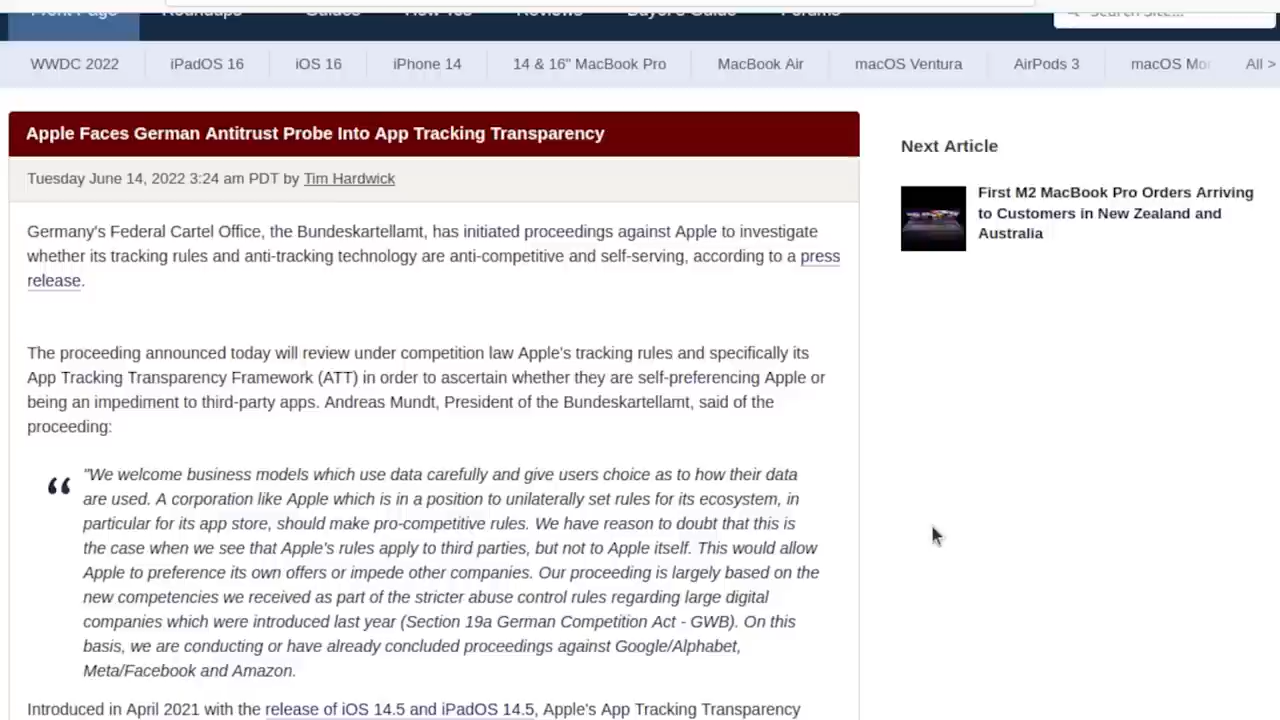 Front Page Roundups Guides How Tos Reviews Buyer's Guide Forums Search Site...
WWDC 2022 iPadOS 16 iOS 16 iPhone 14 14 & 16" MacBook Pro MacBook Air macOS Ventura AirPods 3 macOS All >
Apple Faces German Antitrust Probe Into App Tracking Transparency
Tuesday June 14, 2022 3:24 am PDT by Tim Hardwick
Germany's Federal Cartel Office, the Bundeskartellamt, has initiated proceedings against Apple to investigate
whether its tracking rules and anti-tracking technology are anti-competitive and self-serving, according to a press
release.
The proceeding announced today will review under competition law Apple's tracking rules and specifically its
App Tracking Transparency Framework (ATT) in order to ascertain whether they are self-preferencing Apple or
being an impediment to third-party apps. Andreas Mundt, President of the Bundeskartellamt, said of the
proceeding:
"We welcome business models which use data carefully and give users choice as to how their data
are used. A corporation like Apple which is in a position to unilaterally set rules for its ecosystem, in
particular for its app store, should make pro-competitive rules. We have reason to doubt that this is
the case when we see that Apple's rules apply to third parties, but not to Apple itself. This would allow
Apple to preference its own offers or impede other companies. Our proceeding is largely based on the
new competencies we received as part of the stricter abuse control rules regarding large digital
companies which were introduced last year (Section 19a German Competition Act - GWB). On this
basis, we are conducting or have already concluded proceedings against Google/Alphabet,
Meta/Facebook and Amazon.
Introduced in April 2021 with the release of iOS 14.5 and iPadOS 14.5, Apple's App Tracking Transparency
Next Article
First M2 MacBook Pro Orders Arriving
to Customers in New Zealand and
Australia